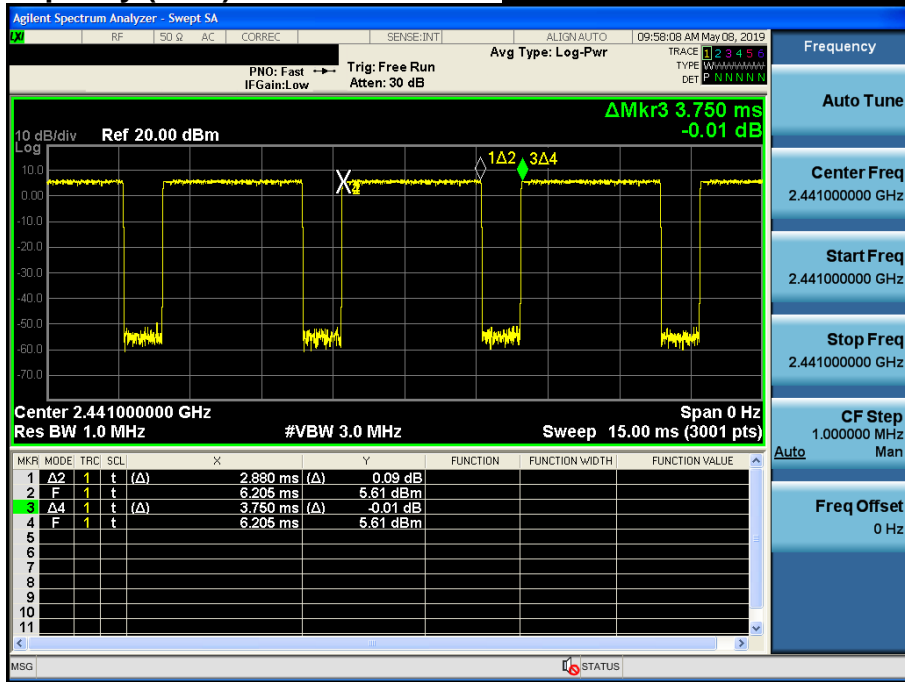 Agilent Spectrum Analyzer - Swept SA
LXI RF 50 Ω AC CORREC SENSE:INT ALIGN AUTO 09:58:08 AM May 08, 2019
PNO: Fast IFGain:Low Trig: Free Run Atten: 30 dB Avg Type: Log-Pwr
TRACE 1 2 3 4 5 6
TYPE W
DET P N N N N N
ΔMkr3 3.750 ms
-0.01 dB
10 dB/div Ref 20.00 dBm
Log
1Δ2 3Δ4
10.0
0.00
-10.0
-20.0
-30.0
-40.0
-50.0
-60.0
-70.0
Center 2.441000000 GHz Span 0 Hz
Res BW 1.0 MHz #VBW 3.0 MHz Sweep 15.00 ms (3001 pts)
MKR MODE TRC SCL X Y FUNCTION FUNCTION WIDTH FUNCTION VALUE
1 Δ2 1 t (Δ) 2.880 ms (Δ) 0.09 dB
2 F 1 t 6.205 ms 5.61 dBm
3 Δ4 1 t (Δ) 3.750 ms (Δ) -0.01 dB
4 F 1 t 6.205 ms 5.61 dBm
5
6
7
8
9
10
11
MSG STATUS
Frequency
Auto Tune
Center Freq
2.441000000 GHz
Start Freq
2.441000000 GHz
Stop Freq
2.441000000 GHz
CF Step
1.000000 MHz
Auto Man
Freq Offset
0 Hz